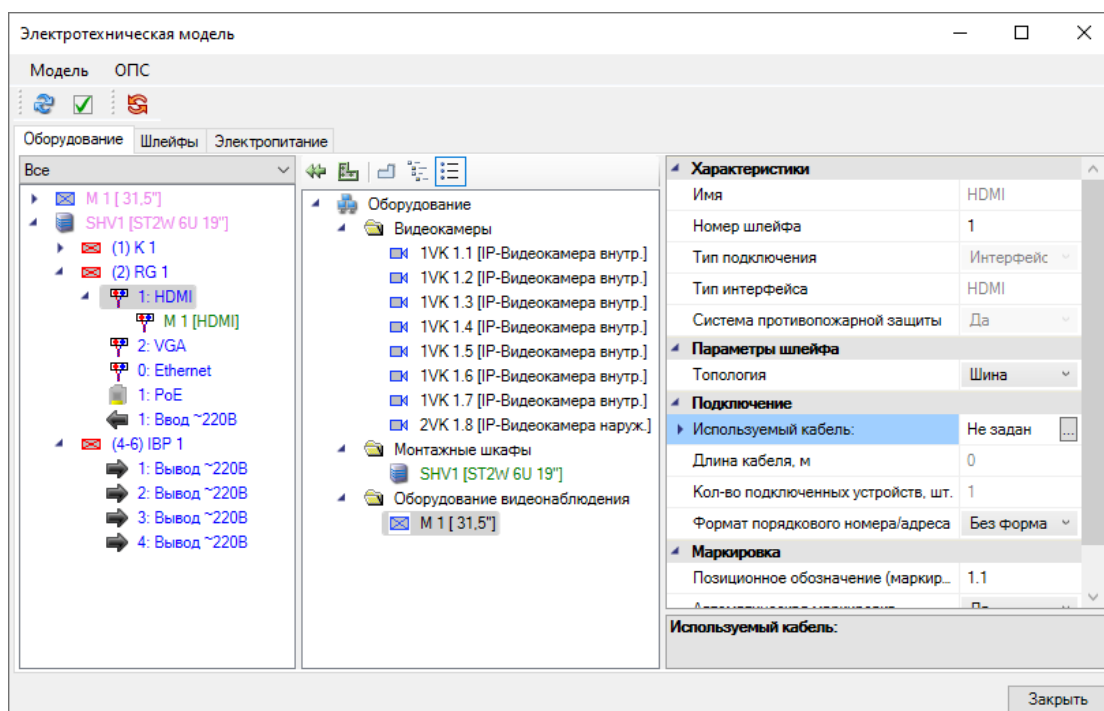 Электротехническая модель
Модель ОПС
Оборудование Шлейфы Электропитание
Все
M 1 [ 31,5"]
SHV1 [ST2W 6U 19"]
(1) K 1
(2) RG 1
1: HDMI
M 1 [HDMI]
2: VGA
0: Ethernet
1: PoE
1: Ввод ~220В
(4-6) IBP 1
1: Вывод ~220В
2: Вывод ~220В
3: Вывод ~220В
4: Вывод ~220В
Оборудование
Видеокамеры
1VK 1.1 [IP-Видеокамера внутр.]
1VK 1.2 [IP-Видеокамера внутр.]
1VK 1.3 [IP-Видеокамера внутр.]
1VK 1.4 [IP-Видеокамера внутр.]
1VK 1.5 [IP-Видеокамера внутр.]
1VK 1.6 [IP-Видеокамера внутр.]
1VK 1.7 [IP-Видеокамера внутр.]
2VK 1.8 [IP-Видеокамера наруж.]
Монтажные шкафы
SHV1 [ST2W 6U 19"]
Оборудование видеонаблюдения
M 1 [ 31,5"]
Характеристики
Имя HDMI
Номер шлейфа 1
Тип подключения Интерфейс
Тип интерфейса HDMI
Система противопожарной защиты Да
Параметры шлейфа
Топология Шина
Подключение
Используемый кабель: Не задан ...
Длина кабеля, м 0
Кол-во подключенных устройств, шт. 1
Формат порядкового номера/адреса Без форма
Маркировка
Позиционное обозначение (маркир... 1.1
Используемый кабель:
Закрыть